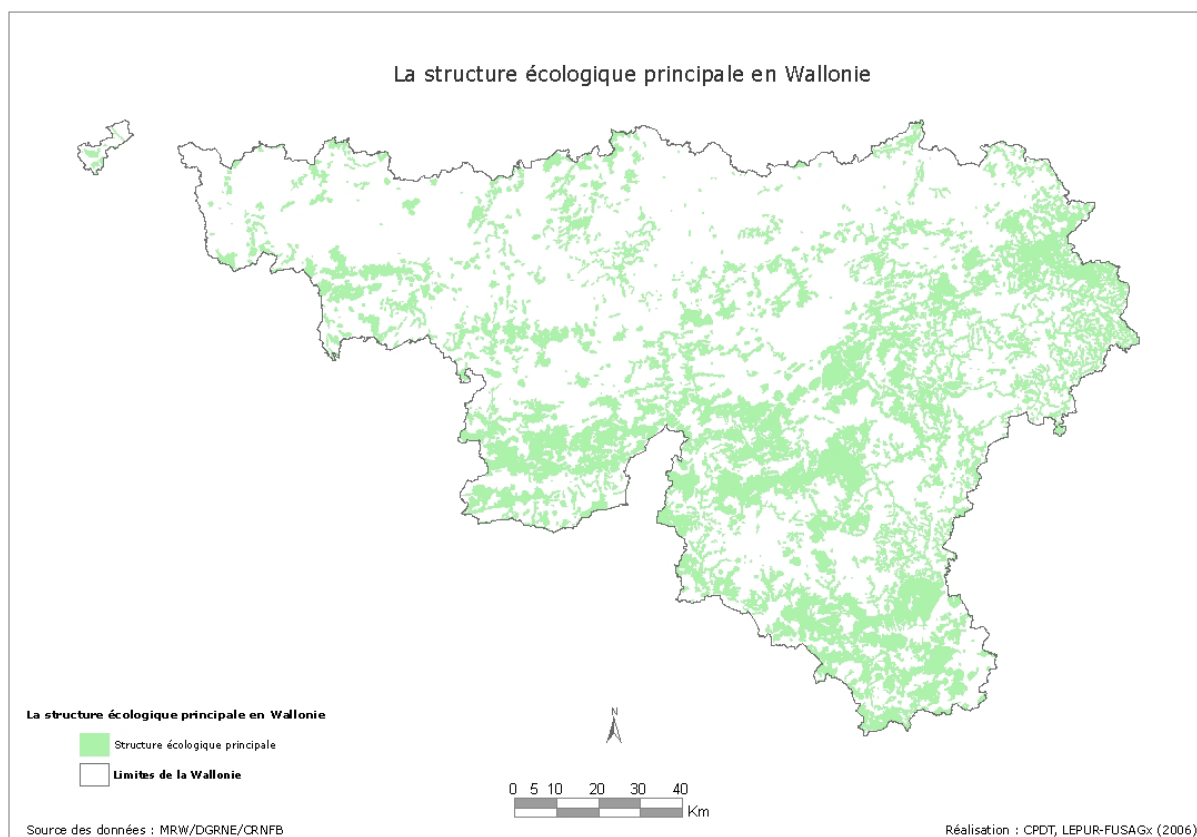 La structure écologique principale en Wallonie
La structure écologique principale en Wallonie
Structure écologique principale
Limites de la Wallonie
N
0 5 10 20 30 40
Km
Source des données : MRW/DGRNE/CRNFB
Réalisation : CPDT, LEPUR-FUSAGx (2006)